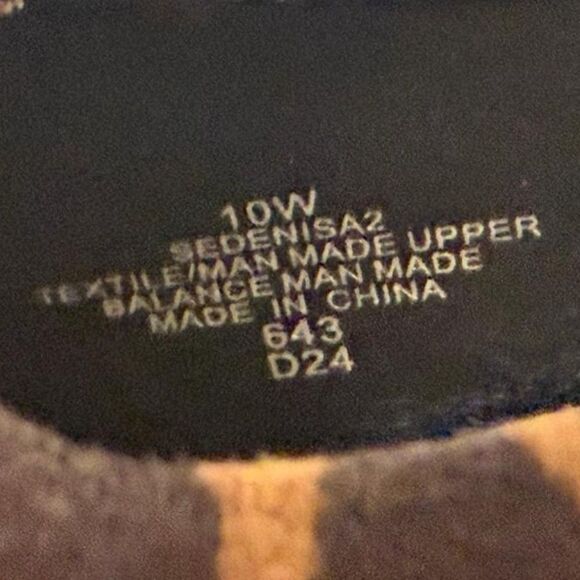 10W
SEDENISA2
TEXTILE/MAN MADE UPPER
BALANCE MAN MADE
MADE IN CHINA
643
D24